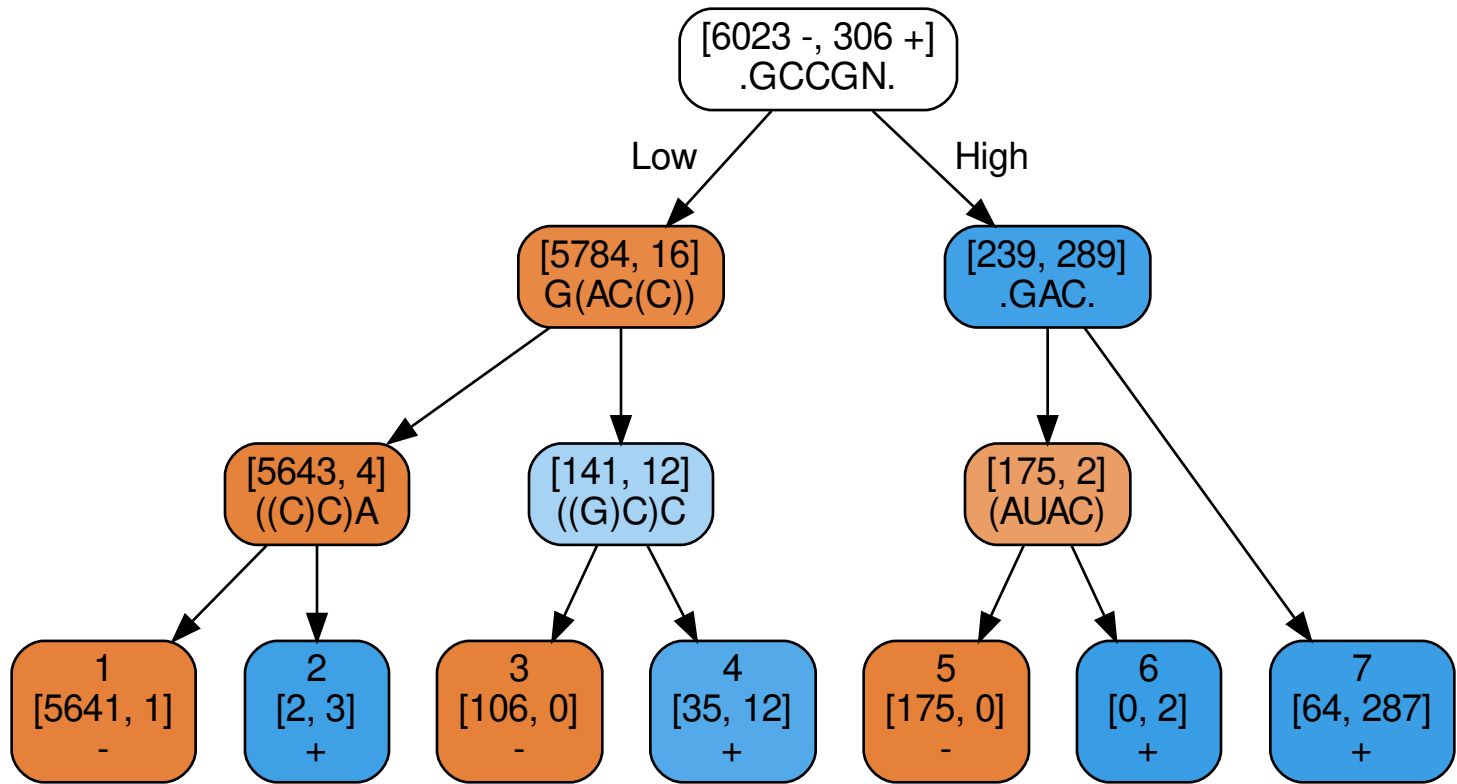 [6023 -, 306 +]
.GCCGN.
Low
High
[5784, 16]
G(AC(C))
[239, 289]
.GAC.
[5643, 4]
((C)C)A
[141, 12]
((G)C)C
[175, 2]
(AUAC)
1
[5641, 1]
-
2
[2, 3]
+
3
[106, 0]
-
4
[35, 12]
+
5
[175, 0]
-
6
[0, 2]
+
7
[64, 287]
+